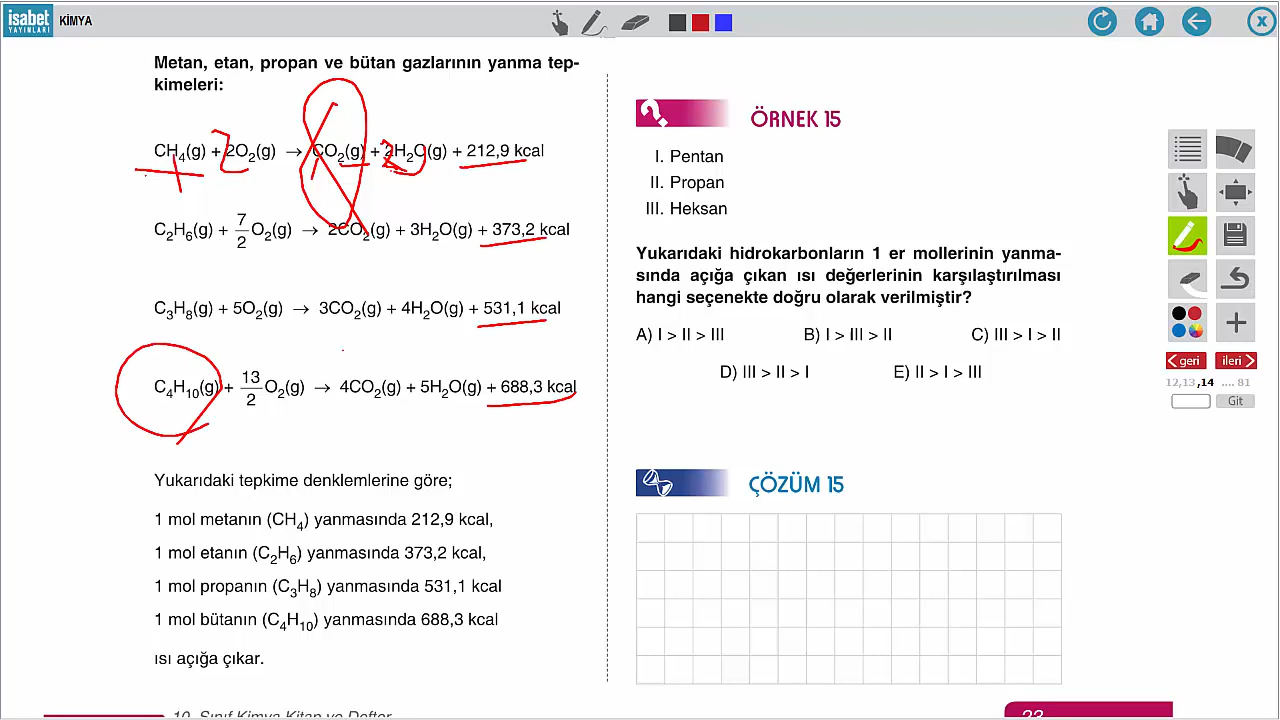 isabet
YAYINLARI
KİMYA
Metan, etan, propan ve bütan gazlarının yanma tep-
kimeleri:
CH₄(g) + 2O₂(g) → CO₂(g) + 2H₂O(g) + 212,9 kcal
C₂H₆(g) + 7/2 O₂(g) → 2CO₂(g) + 3H₂O(g) + 373,2 kcal
C₃H₈(g) + 5O₂(g) → 3CO₂(g) + 4H₂O(g) + 531,1 kcal
C₄H₁₀(g) + 13/2 O₂(g) → 4CO₂(g) + 5H₂O(g) + 688,3 kcal
Yukarıdaki tepkime denklemlerine göre;
1 mol metanın (CH₄) yanmasında 212,9 kcal,
1 mol etanın (C₂H₆) yanmasında 373,2 kcal,
1 mol propanın (C₃H₈) yanmasında 531,1 kcal
1 mol bütanın (C₄H₁₀) yanmasında 688,3 kcal
ısı açığa çıkar.
10. Sınıf Kimya Kitap ve Defter
ÖRNEK 15
I. Pentan
II. Propan
III. Heksan
Yukarıdaki hidrokarbonların 1 er mollerinin yanma-
sında açığa çıkan ısı değerlerinin karşılaştırılması
hangi seçenekte doğru olarak verilmiştir?
A) I > II > III B) I > III > II C) III > I > II
D) III > II > I E) II > I > III
ÇÖZÜM 15
23
geri ileri
12,13,14 .... 81
Git